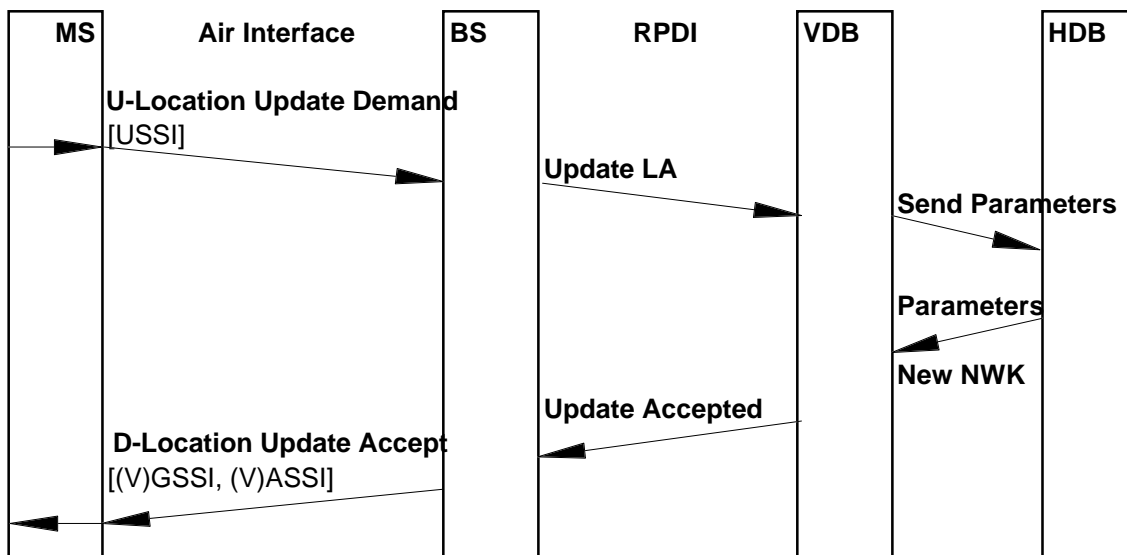 MS Air Interface BS RPDI VDB HDB
U-Location Update Demand
[USSI]
Update LA
Send Parameters
Parameters
New NWK
Update Accepted
D-Location Update Accept
[(V)GSSI, (V)ASSI]